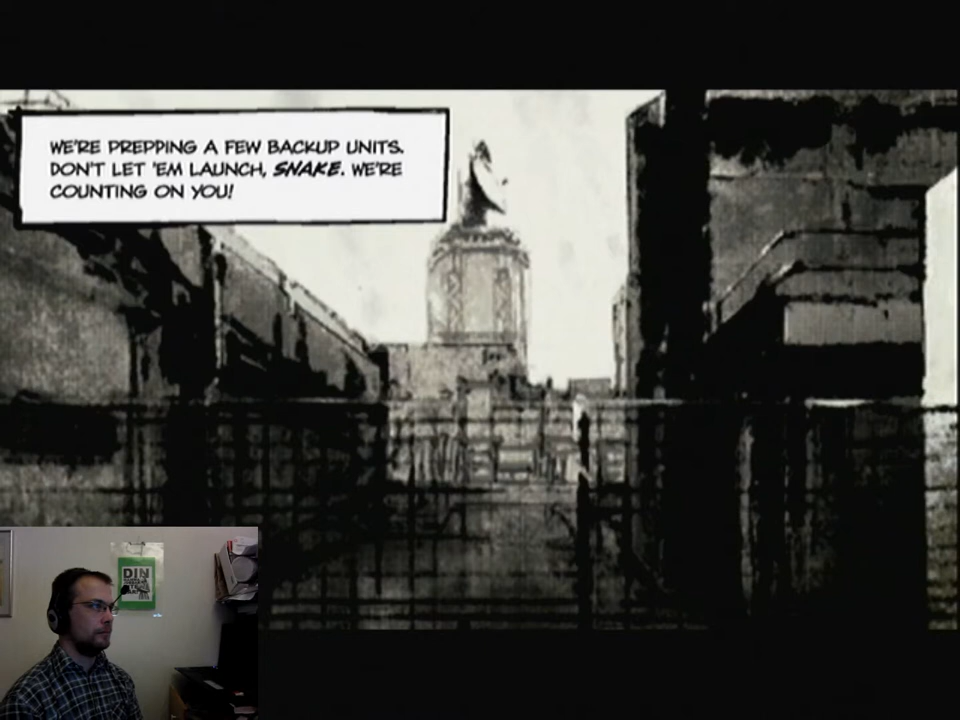 WE'RE PREPPING A FEW BACKUP UNITS.
DON'T LET 'EM LAUNCH, SNAKE. WE'RE
COUNTING ON YOU!
DIN